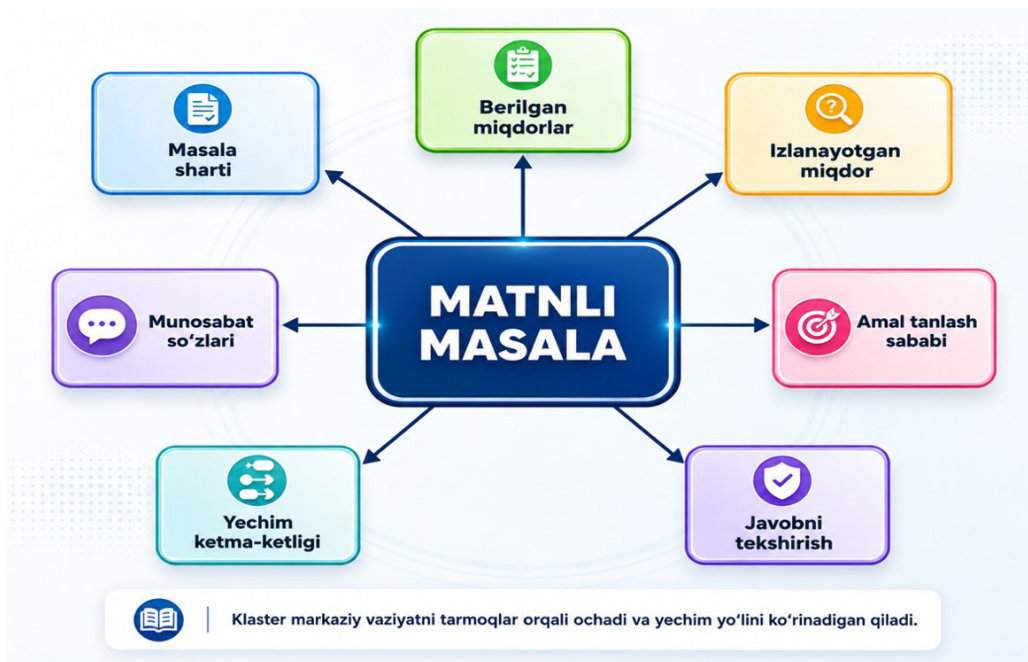 Berilgan
miqdorlar
Masala
sharti
Izlanayotgan
miqdor
MATNLI
MASALA
Munosabat
so‘zlari
Amal tanlash
sababi
Yechim
ketma-ketligi
Javobni
tekshirish
Klaster markaziy vaziyatni tarmoqlar orqali ochadi va yechim yo‘lini ko‘rinadigan qiladi.